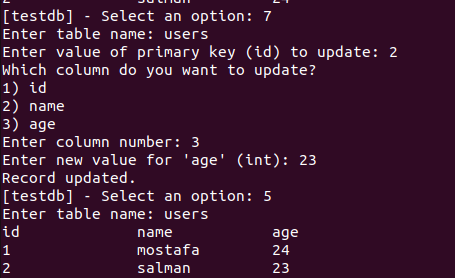 [testdb] - Select an option: 7
Enter table name: users
Enter value of primary key (id) to update: 2
Which column do you want to update?
1) id
2) name
3) age
Enter column number: 3
Enter new value for 'age' (int): 23
Record updated.
[testdb] - Select an option: 5
Enter table name: users
id name age
1 mostafa 24
2 salman 23